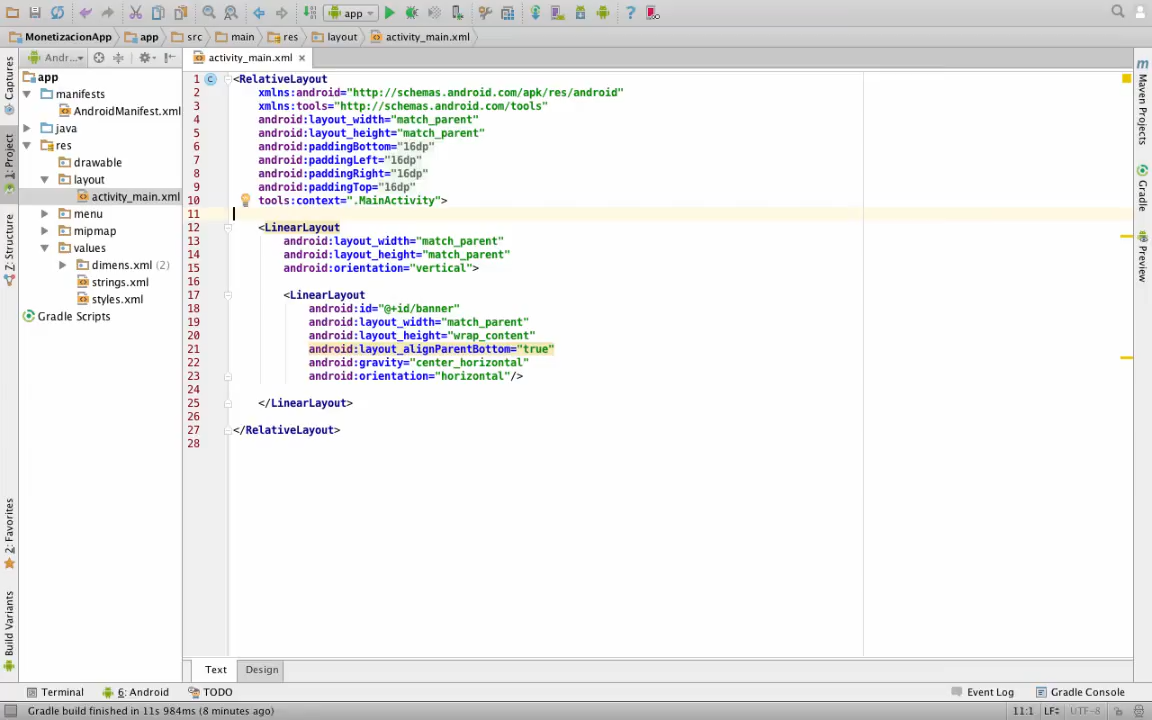 app
MonetizacionApp app src main res layout activity_main.xml
Andr... activity_main.xml
Captures
1: Project
Z: Structure
2: Favorites
Build Variants
app
manifests
AndroidManifest.xml
java
res
drawable
layout
activity_main.xml
menu
mipmap
values
dimens.xml (2)
strings.xml
styles.xml
Gradle Scripts
1 <RelativeLayout
2 xmlns:android="http://schemas.android.com/apk/res/android"
3 xmlns:tools="http://schemas.android.com/tools"
4 android:layout_width="match_parent"
5 android:layout_height="match_parent"
6 android:paddingBottom="16dp"
7 android:paddingLeft="16dp"
8 android:paddingRight="16dp"
9 android:paddingTop="16dp"
10 tools:context=".MainActivity">
11
12 <LinearLayout
13 android:layout_width="match_parent"
14 android:layout_height="match_parent"
15 android:orientation="vertical">
16
17 <LinearLayout
18 android:id="@+id/banner"
19 android:layout_width="match_parent"
20 android:layout_height="wrap_content"
21 android:layout_alignParentBottom="true"
22 android:gravity="center_horizontal"
23 android:orientation="horizontal"/>
24
25 </LinearLayout>
26
27 </RelativeLayout>
28
Maven Projects
Gradle
Preview
Text Design
Terminal 6: Android TODO Event Log Gradle Console
Gradle build finished in 11s 984ms (8 minutes ago) 11:1 LF÷ UTF-8÷